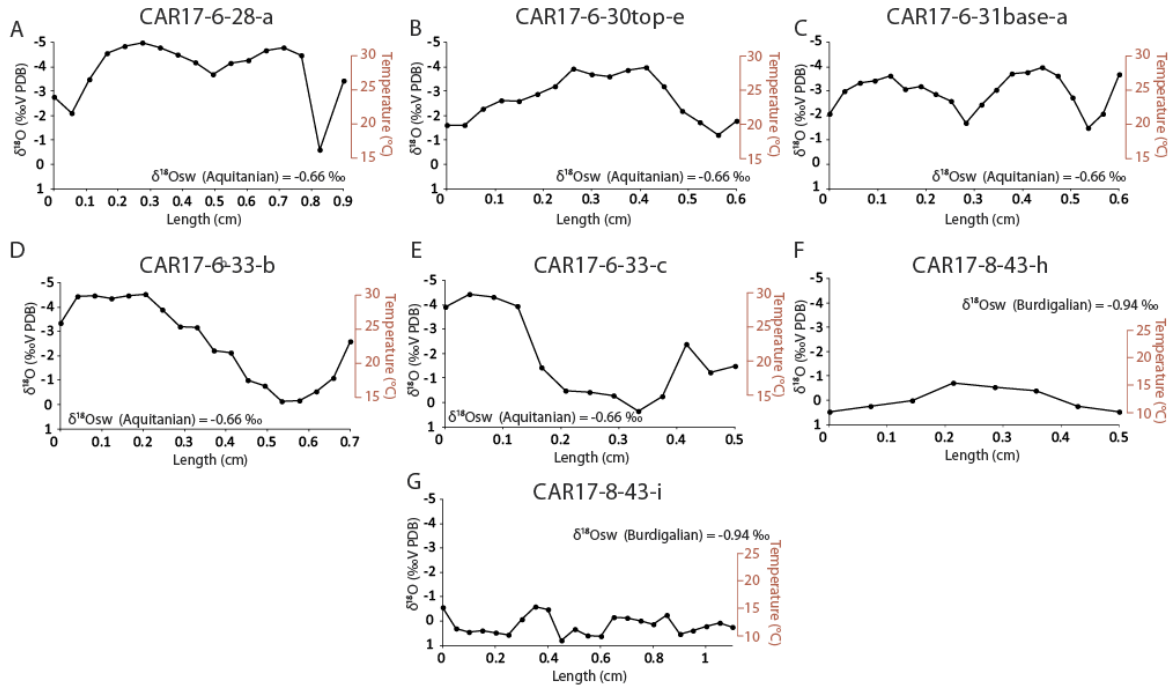 A
CAR17-6-28-a
-5
-4
-3
-2
-1
0
1
δ¹⁸O (‰V PDB)
30
25
20
15
Temperature (°C)
δ¹⁸Osw (Aquitanian) = -0.66 ‰
0 0.1 0.2 0.3 0.4 0.5 0.6 0.7 0.8 0.9
Length (cm)
B
CAR17-6-30top-e
-5
-4
-3
-2
-1
0
1
δ¹⁸O (‰V PDB)
30
25
20
15
Temperature (°C)
δ¹⁸Osw (Aquitanian) = -0.66 ‰
0 0.1 0.2 0.3 0.4 0.5 0.6
Length (cm)
C
CAR17-6-31base-a
-5
-4
-3
-2
-1
0
1
δ¹⁸O (‰V PDB)
30
25
20
15
Temperature (°C)
δ¹⁸Osw (Aquitanian) = -0.66 ‰
0 0.1 0.2 0.3 0.4 0.5 0.6
Length (cm)
D
CAR17-6-33-b
-5
-4
-3
-2
-1
0
1
δ¹⁸O (‰V PDB)
30
25
20
15
Temperature (°C)
δ¹⁸Osw (Aquitanian) = -0.66 ‰
0 0.1 0.2 0.3 0.4 0.5 0.6 0.7
Length (cm)
E
CAR17-6-33-c
-5
-4
-3
-2
-1
0
1
δ¹⁸O (‰V PDB)
30
25
20
15
Temperature (°C)
δ¹⁸Osw (Aquitanian) = -0.66 ‰
0 0.1 0.2 0.3 0.4 0.5
Length (cm)
F
CAR17-8-43-h
-5
-4
-3
-2
-1
0
1
δ¹⁸O (‰V PDB)
δ¹⁸Osw (Burdigalian) = -0.94 ‰
25
20
15
10
Temperature (°C)
0 0.1 0.2 0.3 0.4 0.5
Length (cm)
G
CAR17-8-43-i
-5
-4
-3
-2
-1
0
1
δ¹⁸O (‰V PDB)
δ¹⁸Osw (Burdigalian) = -0.94 ‰
25
20
15
10
Temperature (°C)
0 0.2 0.4 0.6 0.8 1
Length (cm)